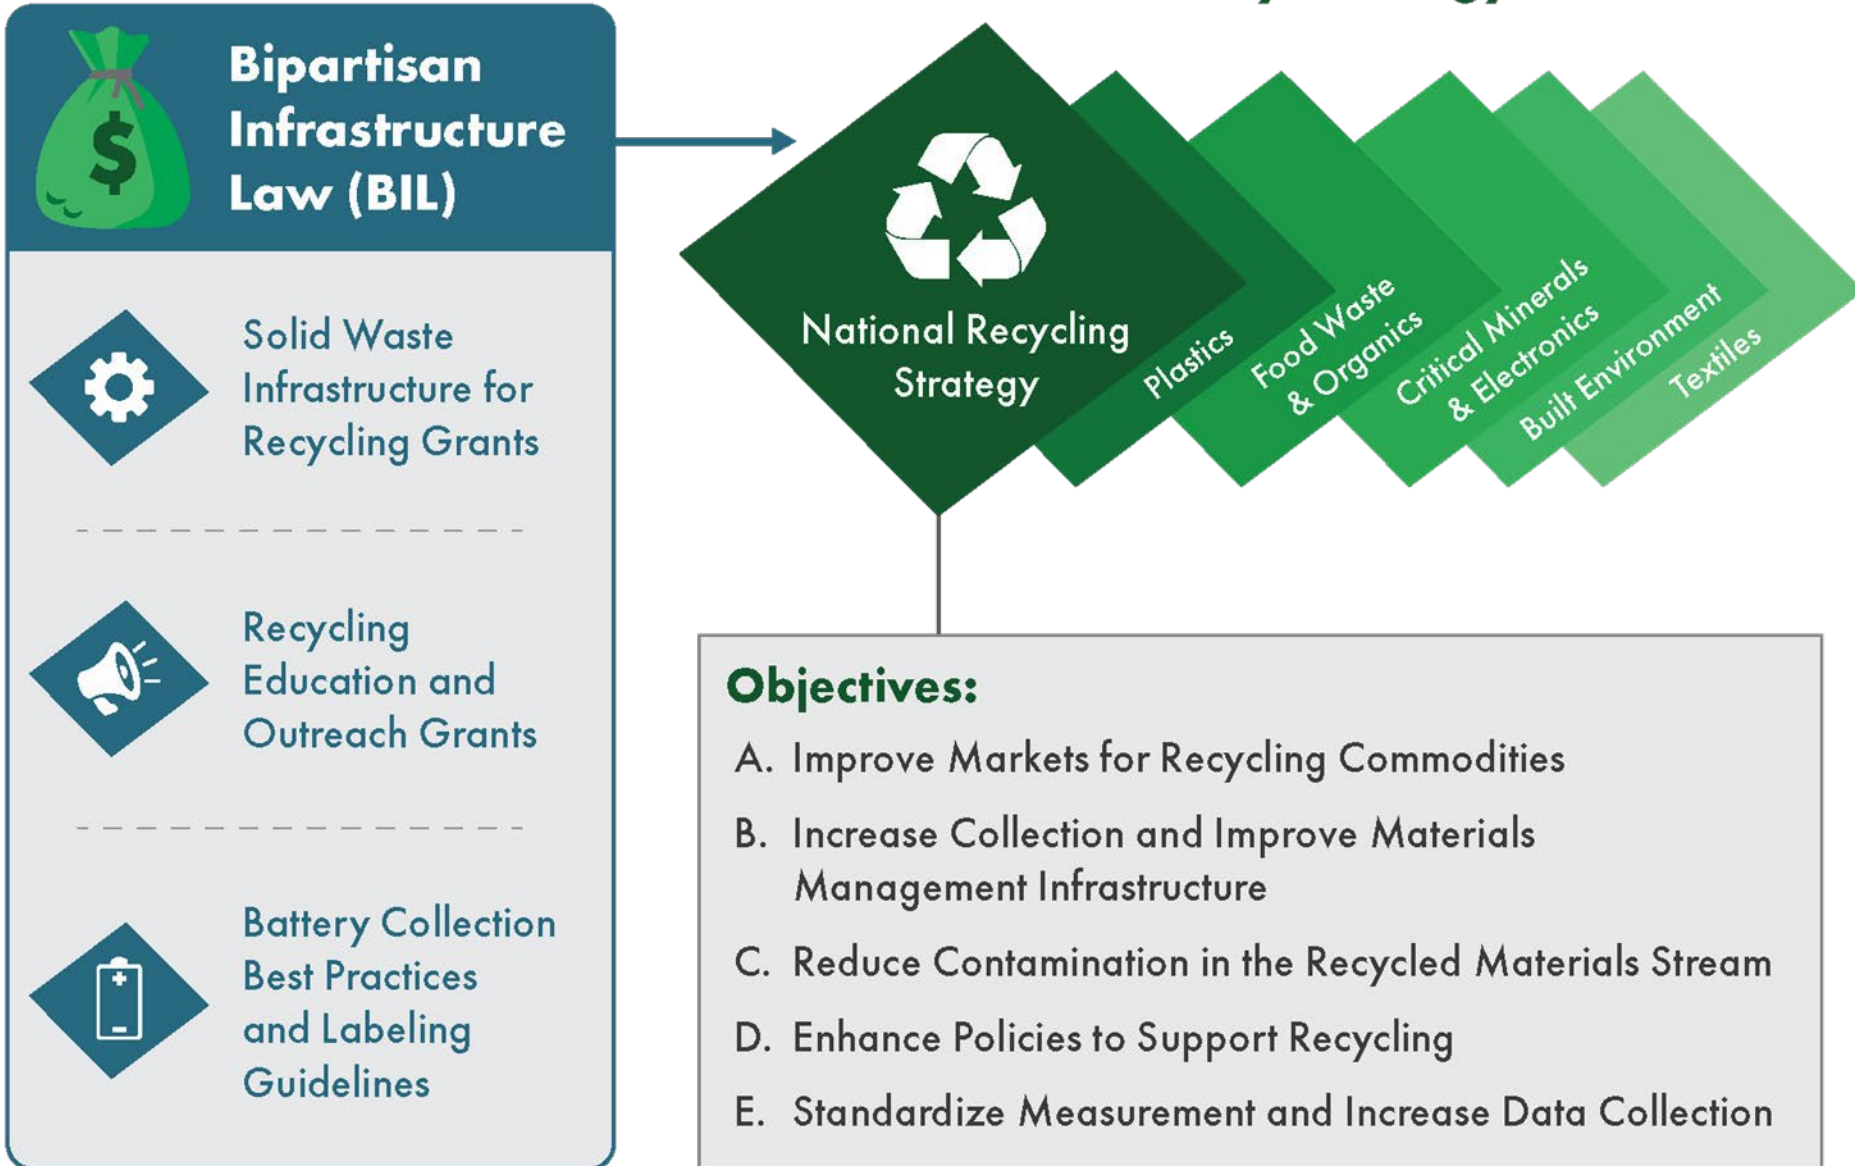 Bipartisan
Infrastructure
Law (BIL)
$
Solid Waste
Infrastructure for
Recycling Grants
Recycling
Education and
Outreach Grants
Battery Collection
Best Practices
and Labeling
Guidelines
National Recycling
Strategy
Plastics
Food Waste
& Organics
Critical Minerals
& Electronics
Built Environment
Textiles
Objectives:
A. Improve Markets for Recycling Commodities
B. Increase Collection and Improve Materials
Management Infrastructure
C. Reduce Contamination in the Recycled Materials Stream
D. Enhance Policies to Support Recycling
E. Standardize Measurement and Increase Data Collection